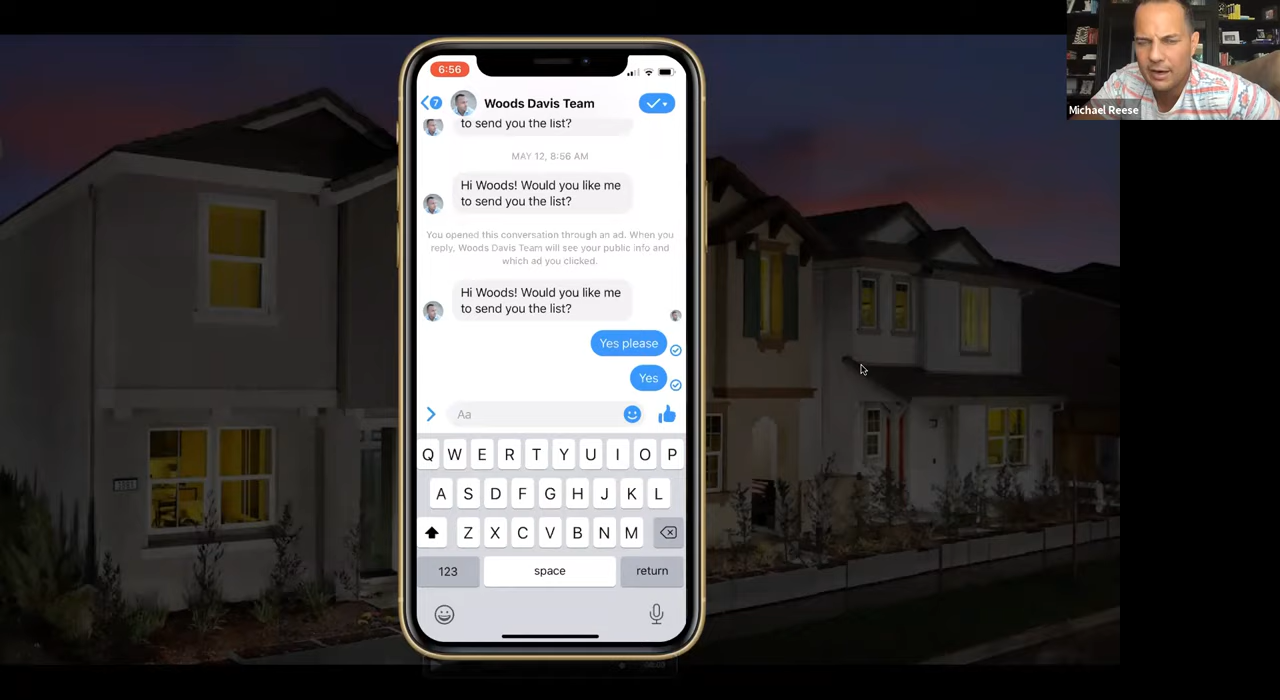 6:56
7
Woods Davis Team
to send you the list?
MAY 12, 8:56 AM
Hi Woods! Would you like me
to send you the list?
You opened this conversation through an ad. When you
reply, Woods Davis Team will see your public info and
which ad you clicked.
Hi Woods! Would you like me
to send you the list?
Yes please
Yes
Aa
Q W E R T Y U I O P
A S D F G H J K L
Z X C V B N M
123 space return
Michael Reese